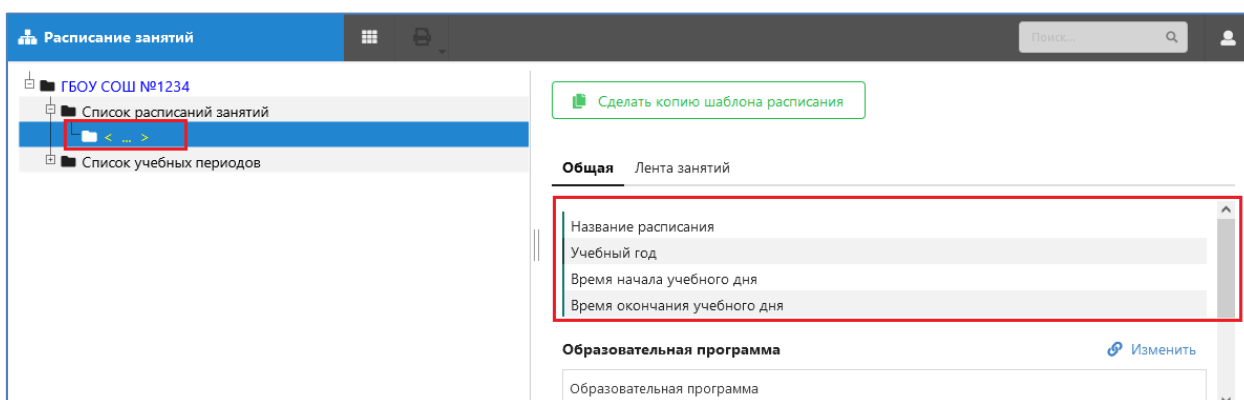 Расписание занятий
Поиск...
ГБОУ СОШ №1234
Список расписаний занятий
< ... >
Список учебных периодов
Сделать копию шаблона расписания
Общая Лента занятий
Название расписания
Учебный год
Время начала учебного дня
Время окончания учебного дня
Образовательная программа Изменить
Образовательная программа